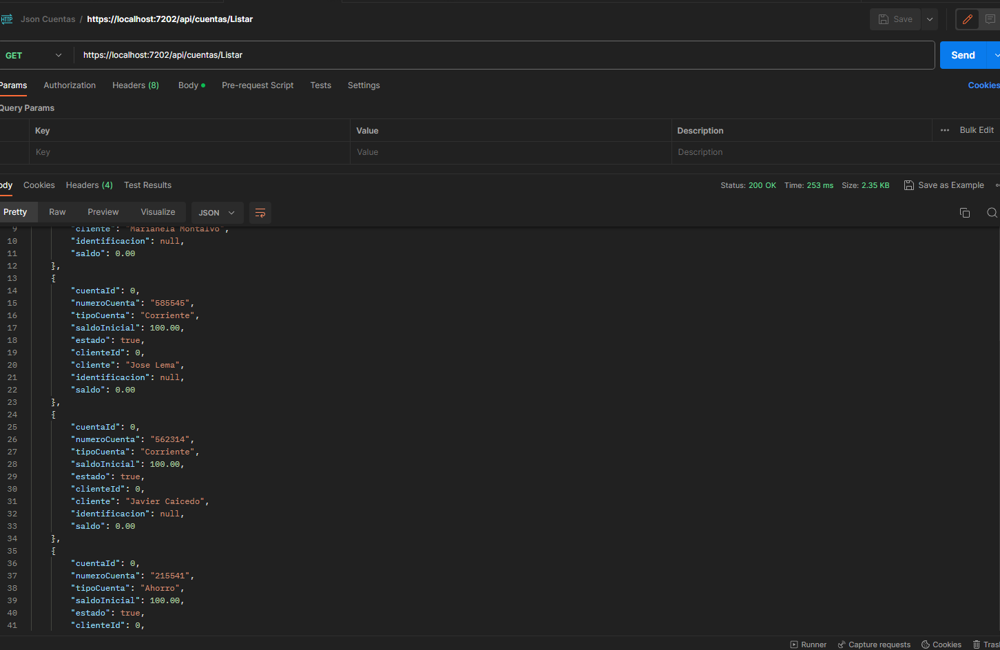 HTTP Json Cuentas / https://localhost:7202/api/cuentas/Listar Save
GET https://localhost:7202/api/cuentas/Listar Send
Params Authorization Headers (8) Body Pre-request Script Tests Settings Cookies
Query Params
Key Value Description ••• Bulk Edit
Key Value Description
ody Cookies Headers (4) Test Results Status: 200 OK Time: 253 ms Size: 2.35 KB Save as Example
Pretty Raw Preview Visualize JSON
9 "cliente": "Marianela Montalvo",
10 "identificacion": null,
11 "saldo": 0.00
12 },
13 {
14 "cuentaId": 0,
15 "numeroCuenta": "585545",
16 "tipoCuenta": "Corriente",
17 "saldoInicial": 100.00,
18 "estado": true,
19 "clienteId": 0,
20 "cliente": "Jose Lema",
21 "identificacion": null,
22 "saldo": 0.00
23 },
24 {
25 "cuentaId": 0,
26 "numeroCuenta": "562314",
27 "tipoCuenta": "Corriente",
28 "saldoInicial": 100.00,
29 "estado": true,
30 "clienteId": 0,
31 "cliente": "Javier Caicedo",
32 "identificacion": null,
33 "saldo": 0.00
34 },
35 {
36 "cuentaId": 0,
37 "numeroCuenta": "215541",
38 "tipoCuenta": "Ahorro",
39 "saldoInicial": 100.00,
40 "estado": true,
41 "clienteId": 0,
Runner Capture requests Cookies Tras